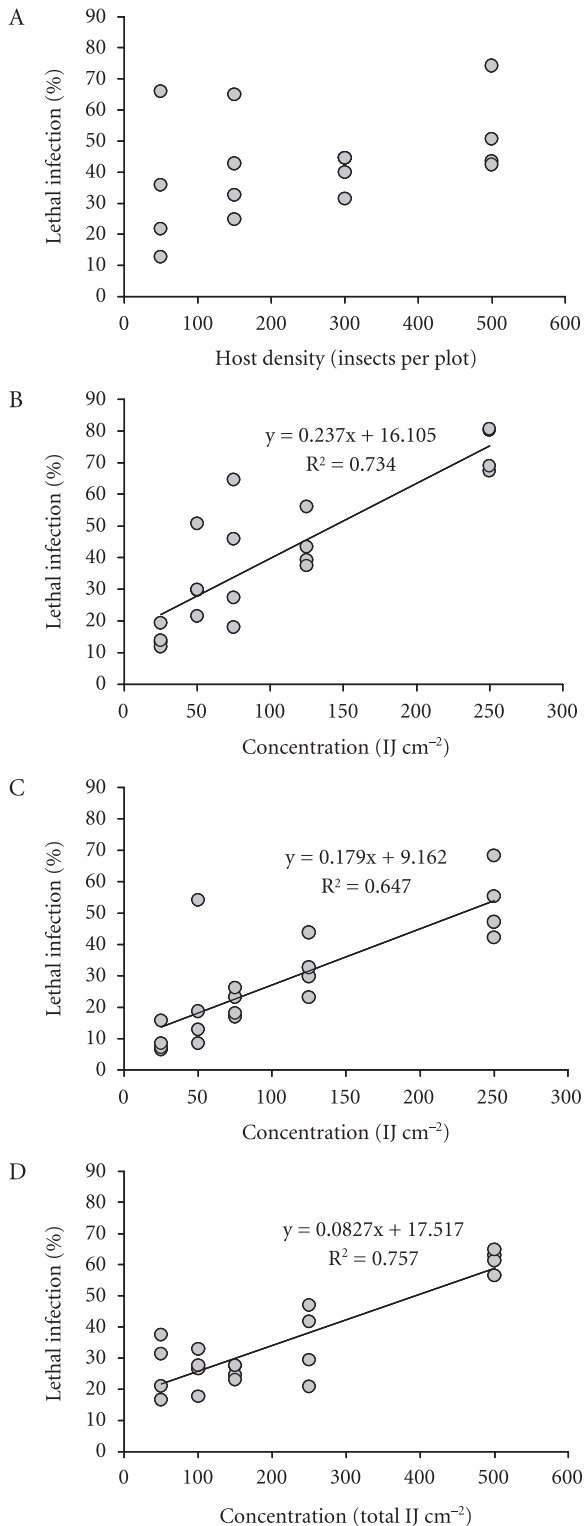 A
90
80
70
60
50
40
30
20
10
0
Lethal infection (%)
0 100 200 300 400 500 600
Host density (insects per plot)
B
90
80
70
60
50
40
30
20
10
0
Lethal infection (%)
y = 0.237x + 16.105
R² = 0.734
0 50 100 150 200 250 300
Concentration (IJ cm⁻²)
C
90
80
70
60
50
40
30
20
10
0
Lethal infection (%)
y = 0.179x + 9.162
R² = 0.647
0 50 100 150 200 250 300
Concentration (IJ cm⁻²)
D
90
80
70
60
50
40
30
20
10
0
Lethal infection (%)
y = 0.0827x + 17.517
R² = 0.757
0 100 200 300 400 500 600
Concentration (total IJ cm⁻²)